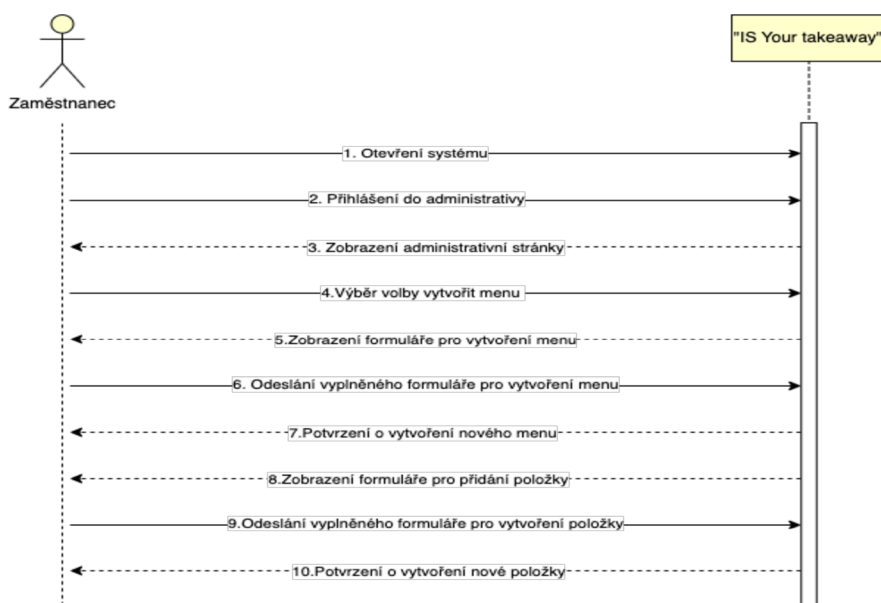 "IS Your takeaway"
Zaměstnanec
1. Otevření systému
2. Přihlášení do administrativy
3. Zobrazení administrativní stránky
4.Výběr volby vytvořit menu
5.Zobrazení formuláře pro vytvoření menu
6. Odeslání vyplněného formuláře pro vytvoření menu
7.Potvrzení o vytvoření nového menu
8.Zobrazení formuláře pro přidání položky
9.Odeslání vyplněného formuláře pro vytvoření položky
10.Potvrzení o vytvoření nové položky